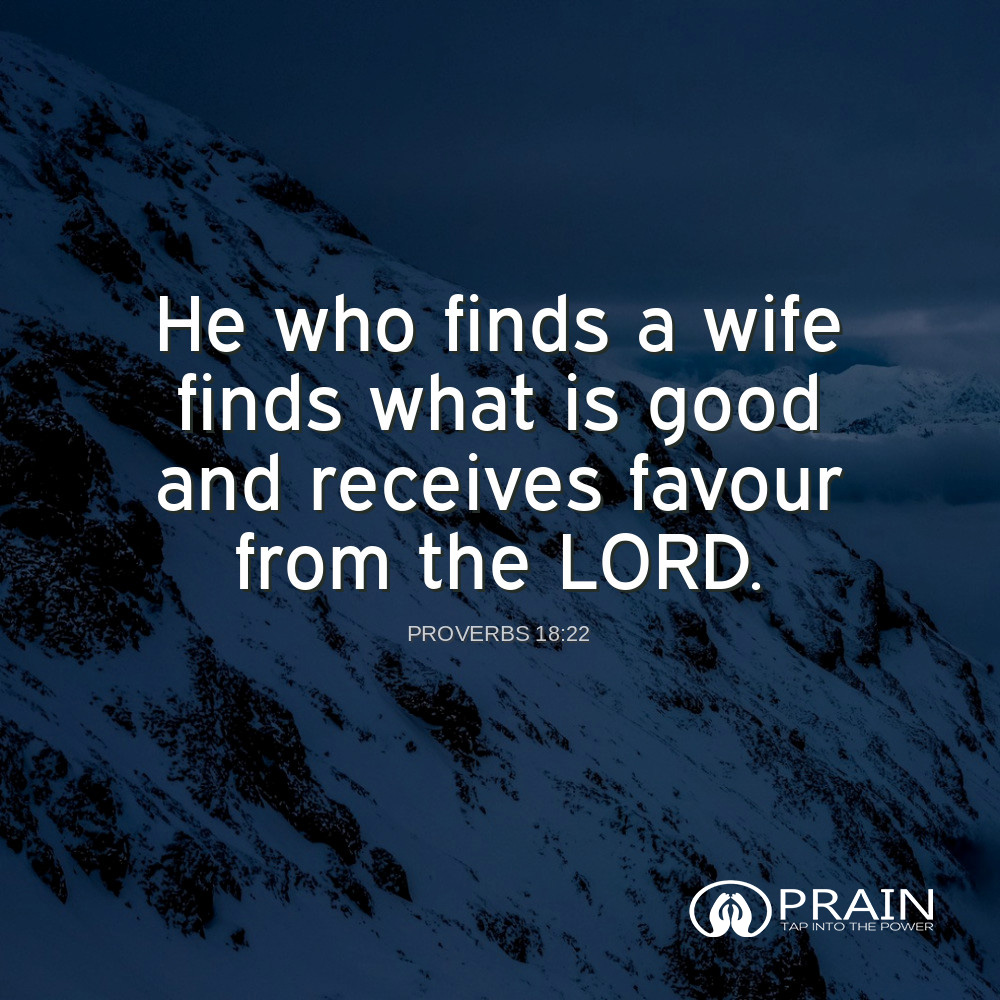 He who finds a wife
finds what is good
and receives favour
from the LORD.
PROVERBS 18:22
PRAIN
TAP INTO THE POWER